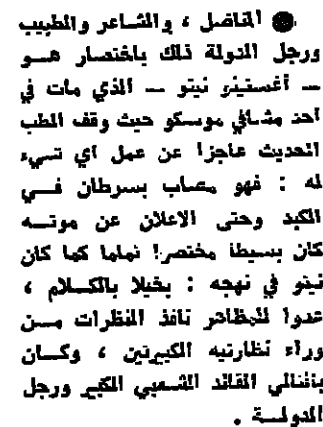 ● المناضل ، والشاعر والطبيب
ورجل الدولة ذلك باختصار هو
— أغستينو نيتو — الذي مات في
أحد مشافي موسكو حيث وقف الطب
الحديث عاجزا عن عمل أي شيء
له : فهو مصاب بسرطان في
الكبد وحتى الاعلان عن موته
كان بسيطا مختصرا تماما كما كان
نيتو في نهجه : بخيلا بالكلام ،
عدوا للمظاهر نافذ النظرات من
وراء نظارتيه الكبيرتين ، وكان
بالتالي القائد الشعبي الكبير ورجل
الدولة .